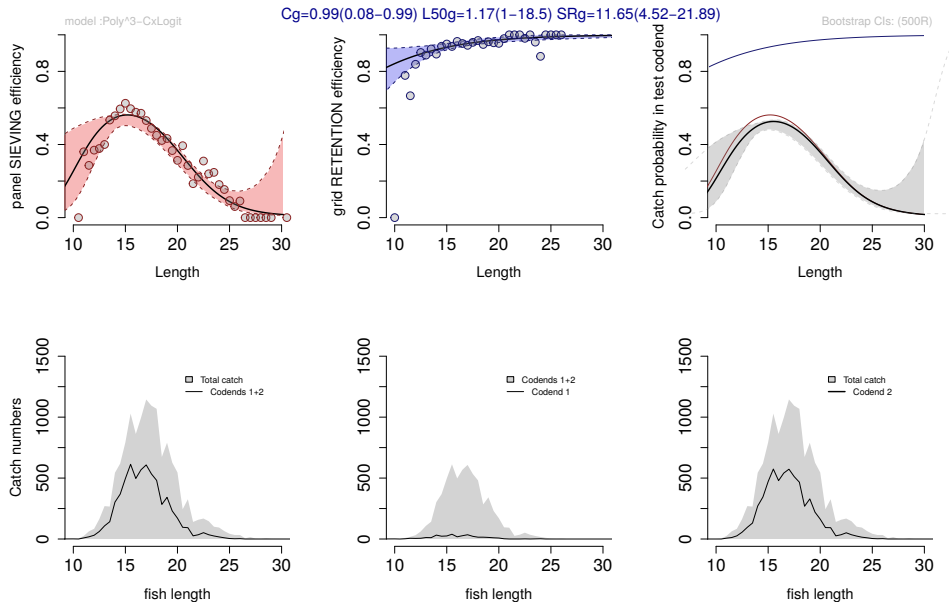 Cg=0.99(0.08−0.99) L50g=1.17(1−18.5) SRg=11.65(4.52−21.89)
model :Poly^3−CxLogit
Bootstrap CIs: (500R)
panel SIEVING efficiency
0.0 0.4 0.8
10 15 20 25 30
Length
grid RETENTION efficiency
0.0 0.4 0.8
10 15 20 25 30
Length
Catch probability in test codend
0.0 0.4 0.8
10 15 20 25 30
Length
Catch numbers
0 500 1000 1500
Total catch
Codends 1+2
10 15 20 25 30
fish length
0 500 1000 1500
Codends 1+2
Codend 1
10 15 20 25 30
fish length
0 500 1000 1500
Total catch
Codend 2
10 15 20 25 30
fish length